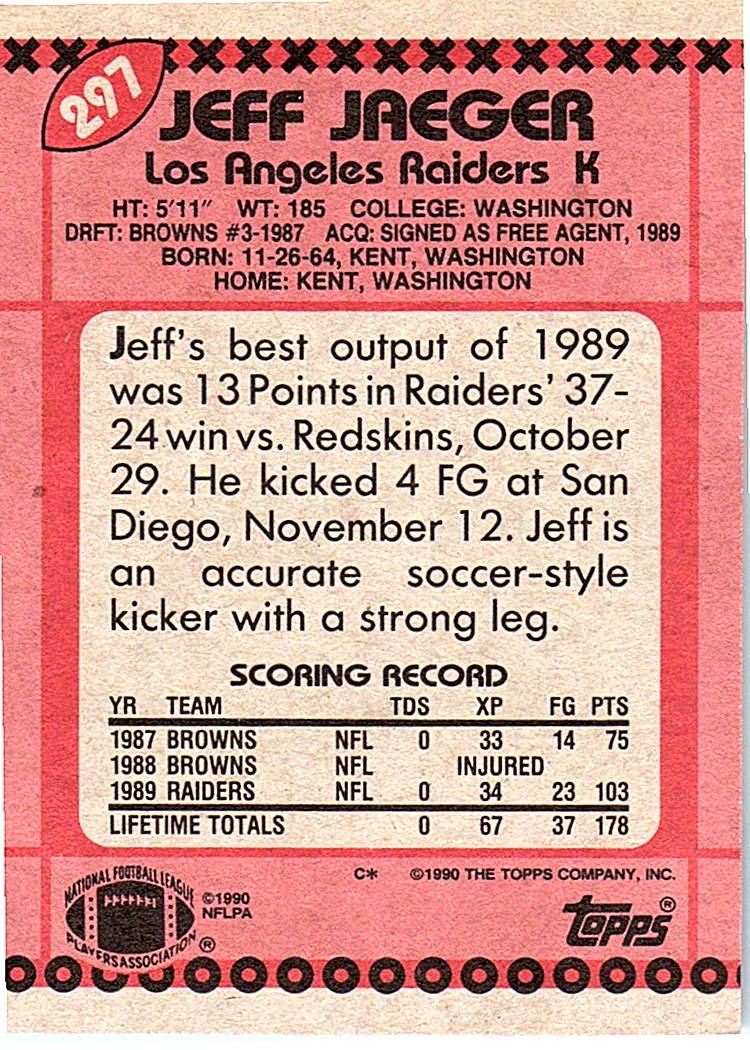 297
JEFF JAEGER
Los Angeles Raiders K
HT: 5'11" WT: 185 COLLEGE: WASHINGTON
DRFT: BROWNS #3-1987 ACQ: SIGNED AS FREE AGENT, 1989
BORN: 11-26-64, KENT, WASHINGTON
HOME: KENT, WASHINGTON
Jeff's best output of 1989
was 13 Points in Raiders' 37-
24 win vs. Redskins, October
29. He kicked 4 FG at San
Diego, November 12. Jeff is
an accurate soccer-style
kicker with a strong leg.
SCORING RECORD
YR TEAM TDS XP FG PTS
1987 BROWNS NFL 0 33 14 75
1988 BROWNS NFL INJURED
1989 RAIDERS NFL 0 34 23 103
LIFETIME TOTALS 0 67 37 178
C* ©1990 THE TOPPS COMPANY, INC.
NATIONAL FOOTBALL LEAGUE
PLAYERS ASSOCIATION ®
©1990
NFLPA
topps®